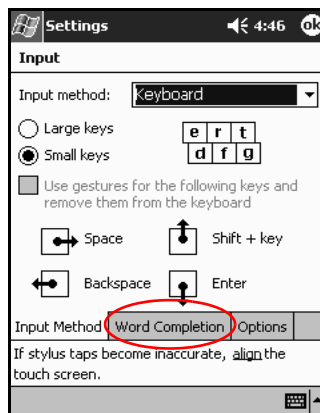 Settings 4:46 ok
Input
Input method: Keyboard
Large keys
Small keys
e r t
d f g
Use gestures for the following keys and
remove them from the keyboard
Space Shift + key
Backspace Enter
Input Method Word Completion Options
If stylus taps become inaccurate, align the
touch screen.